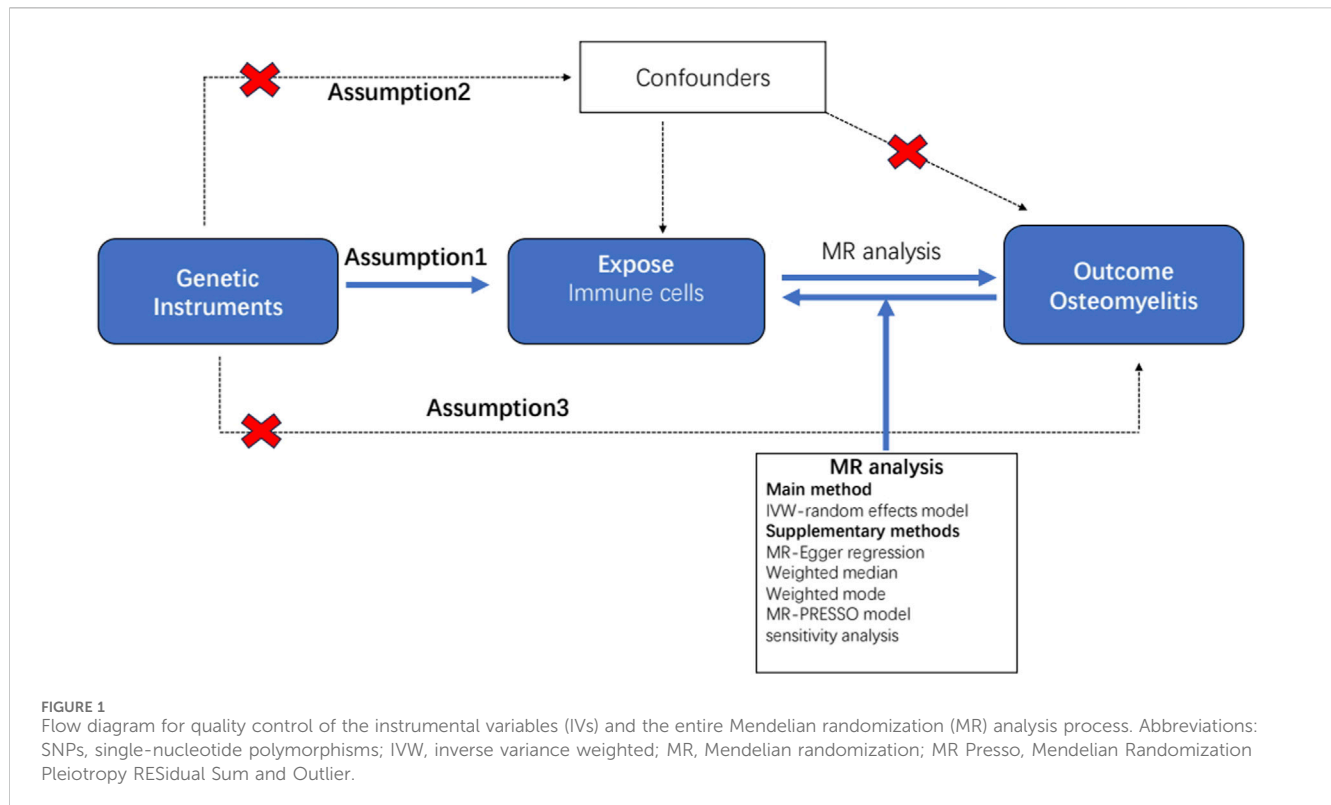 Confounders
Assumption2
Assumption1
Genetic
Instruments
Expose
Immune cells
MR analysis
Outcome
Osteomyelitis
Assumption3
MR analysis
Main method
IVW-random effects model
Supplementary methods
MR-Egger regression
Weighted median
Weighted mode
MR-PRESSO model
sensitivity analysis
FIGURE 1
Flow diagram for quality control of the instrumental variables (IVs) and the entire Mendelian randomization (MR) analysis process. Abbreviations:
SNPs, single-nucleotide polymorphisms; IVW, inverse variance weighted; MR, Mendelian randomization; MR Presso, Mendelian Randomization
Pleiotropy RESidual Sum and Outlier.